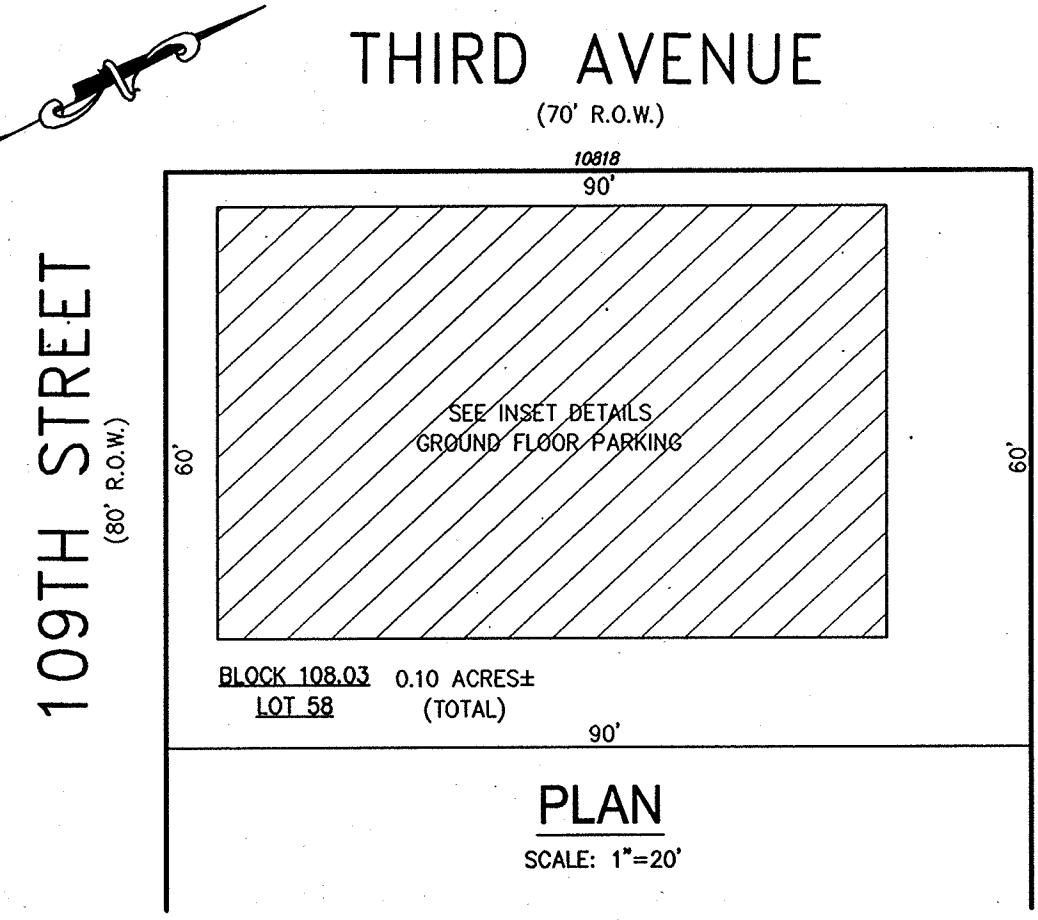 THIRD AVENUE
(70' R.O.W.)
10818
90'
109TH STREET
(80' R.O.W.)
60'
60'
SEE INSET DETAILS
GROUND FLOOR PARKING
BLOCK 108.03 0.10 ACRES±
LOT 58 (TOTAL)
90'
PLAN
SCALE: 1"=20'